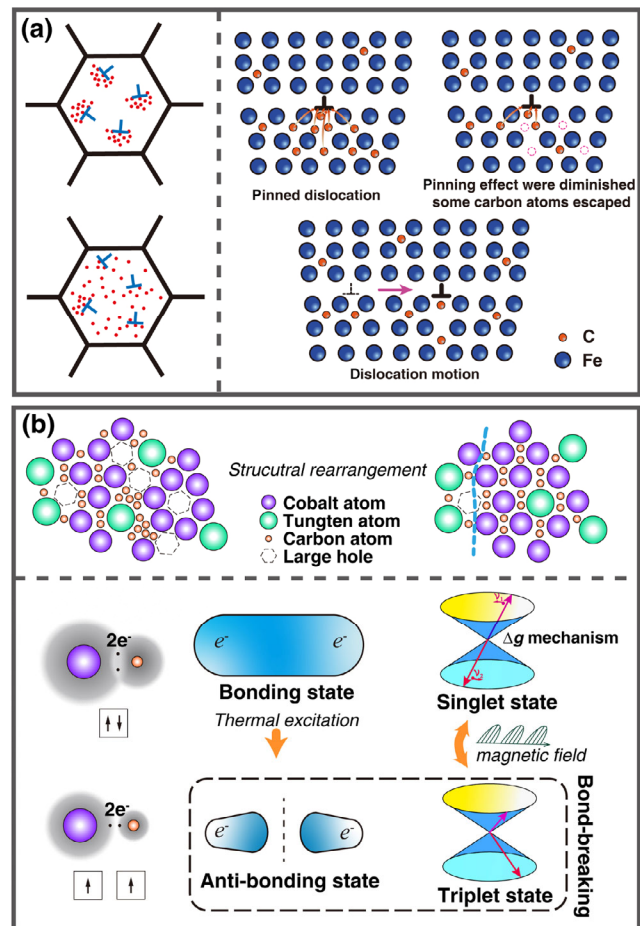 (a)
Pinned dislocation
Pinning effect were diminished
some carbon atoms escaped
Dislocation motion
C
Fe
(b)
Strucutral rearrangement
Cobalt atom
Tungten atom
Carbon atom
Large hole
2e-
e-
e-
Bonding state
Thermal excitation
Δg mechanism
Singlet state
magnetic field
2e-
e-
e-
Anti-bonding state
Triplet state
Bond-breaking